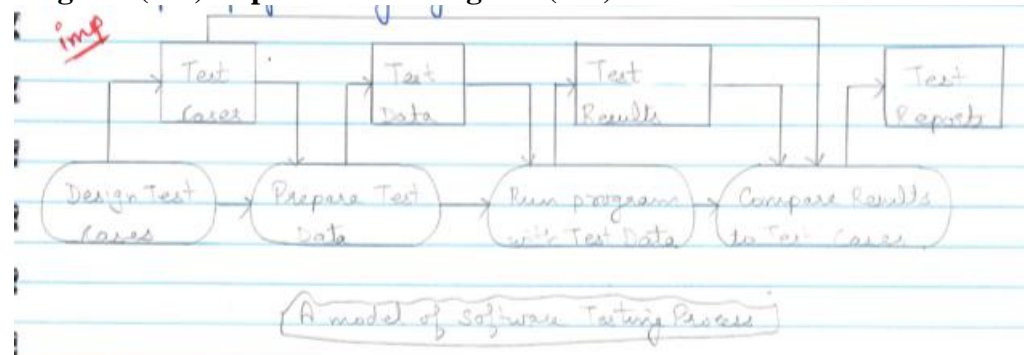 imp
Test
Cases
Test
Data
Test
Results
Test
Reports
Design Test
Cases
Prepare Test
Data
Run program
with Test Data
Compare Results
to Test Cases
A model of Software Testing Process